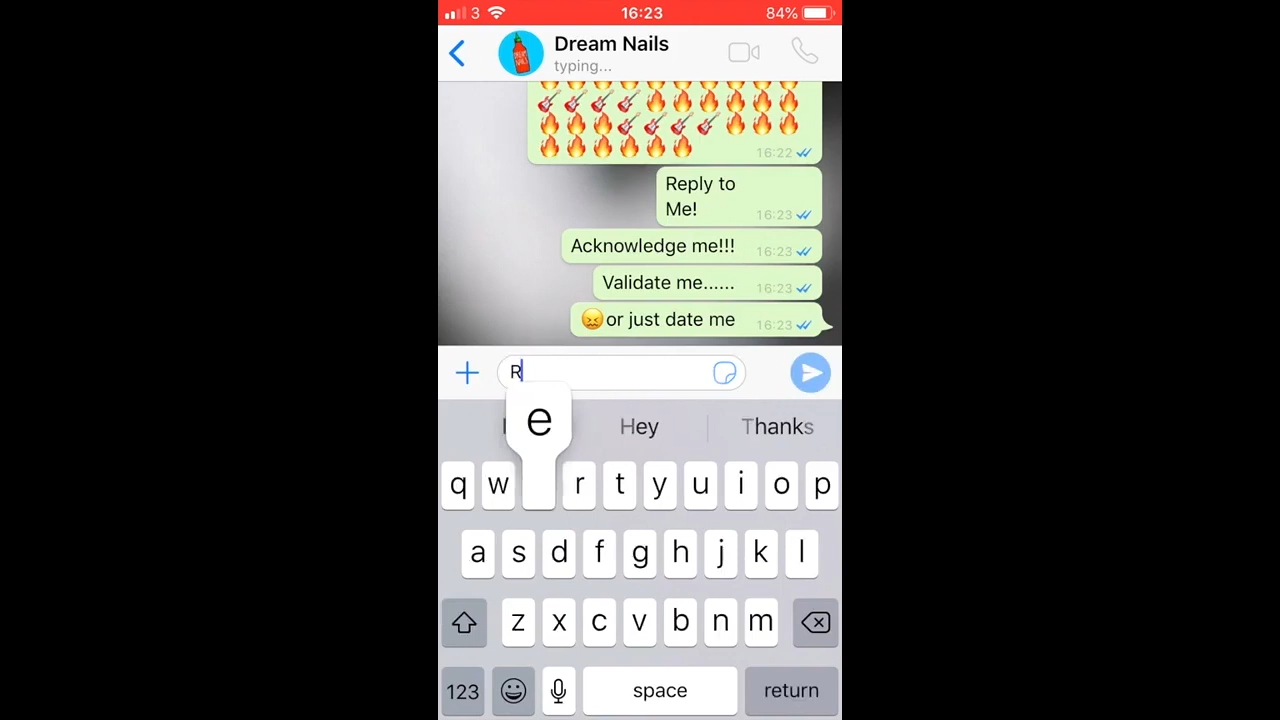 3 16:23 84%
Dream Nails
typing...
16:22
Reply to
Me!
16:23
Acknowledge me!!! 16:23
Validate me...... 16:23
😖or just date me 16:23
R
e
Hey Thanks
q w r t y u i o p
a s d f g h j k l
z x c v b n m
123 space return